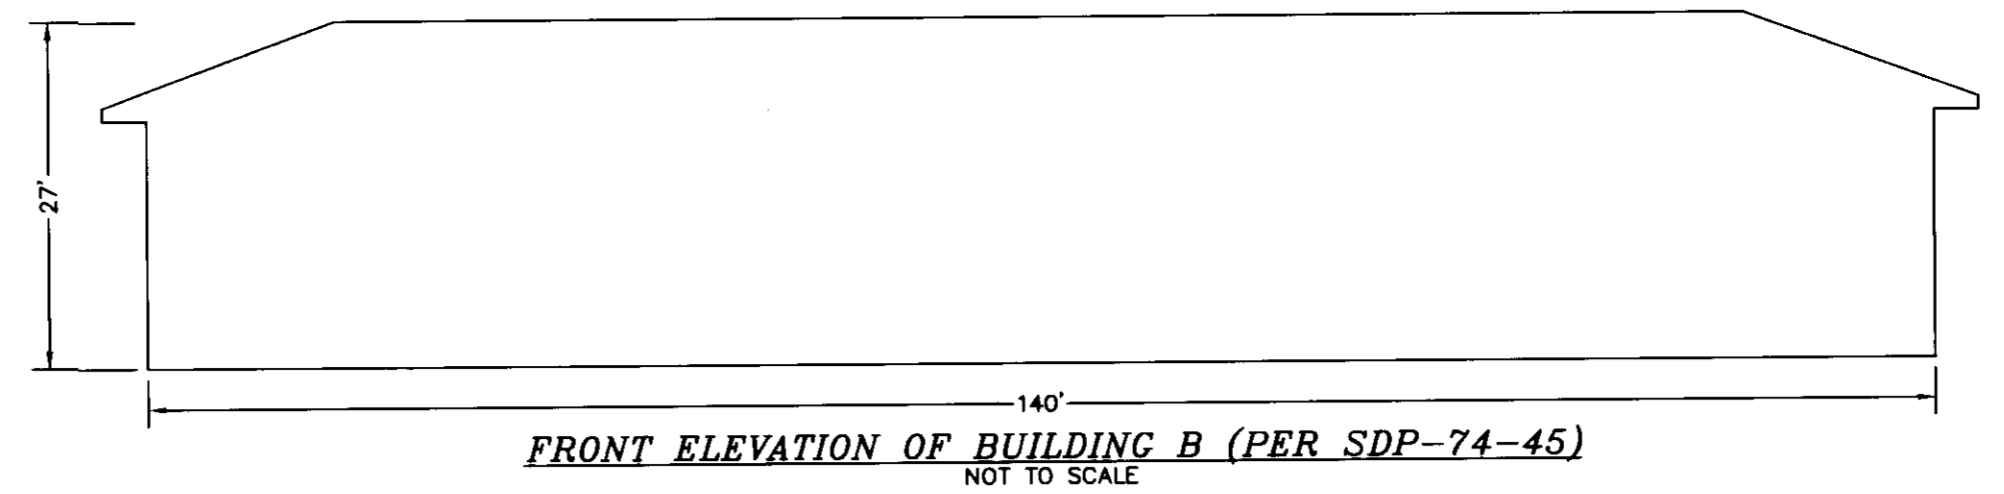 27'
140'
FRONT ELEVATION OF BUILDING B (PER SDP-74-45)
NOT TO SCALE